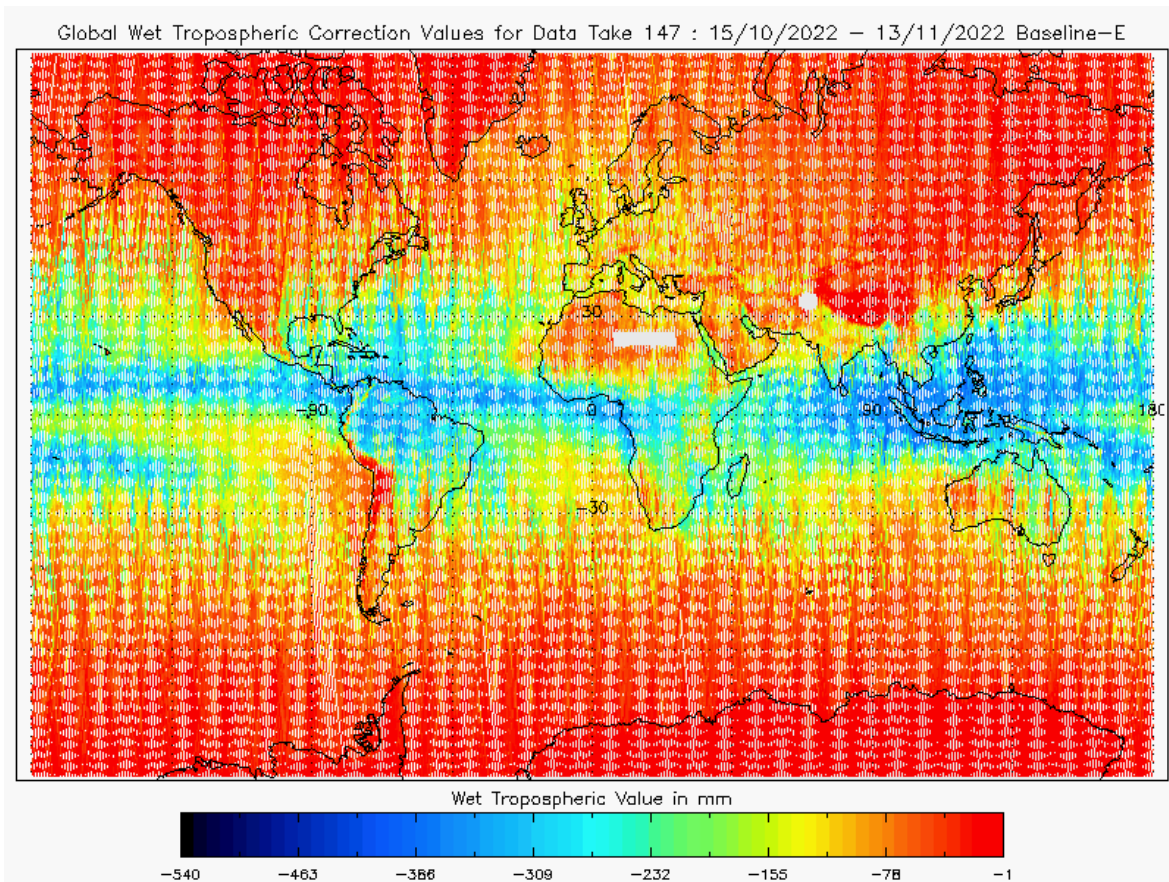 Global Wet Tropospheric Correction Values for Data Take 147 : 15/10/2022 – 13/11/2022 Baseline-E
30
-90 0 90 180
-30
Wet Tropospheric Value in mm
-540 -463 -386 -309 -232 -155 -78 -1